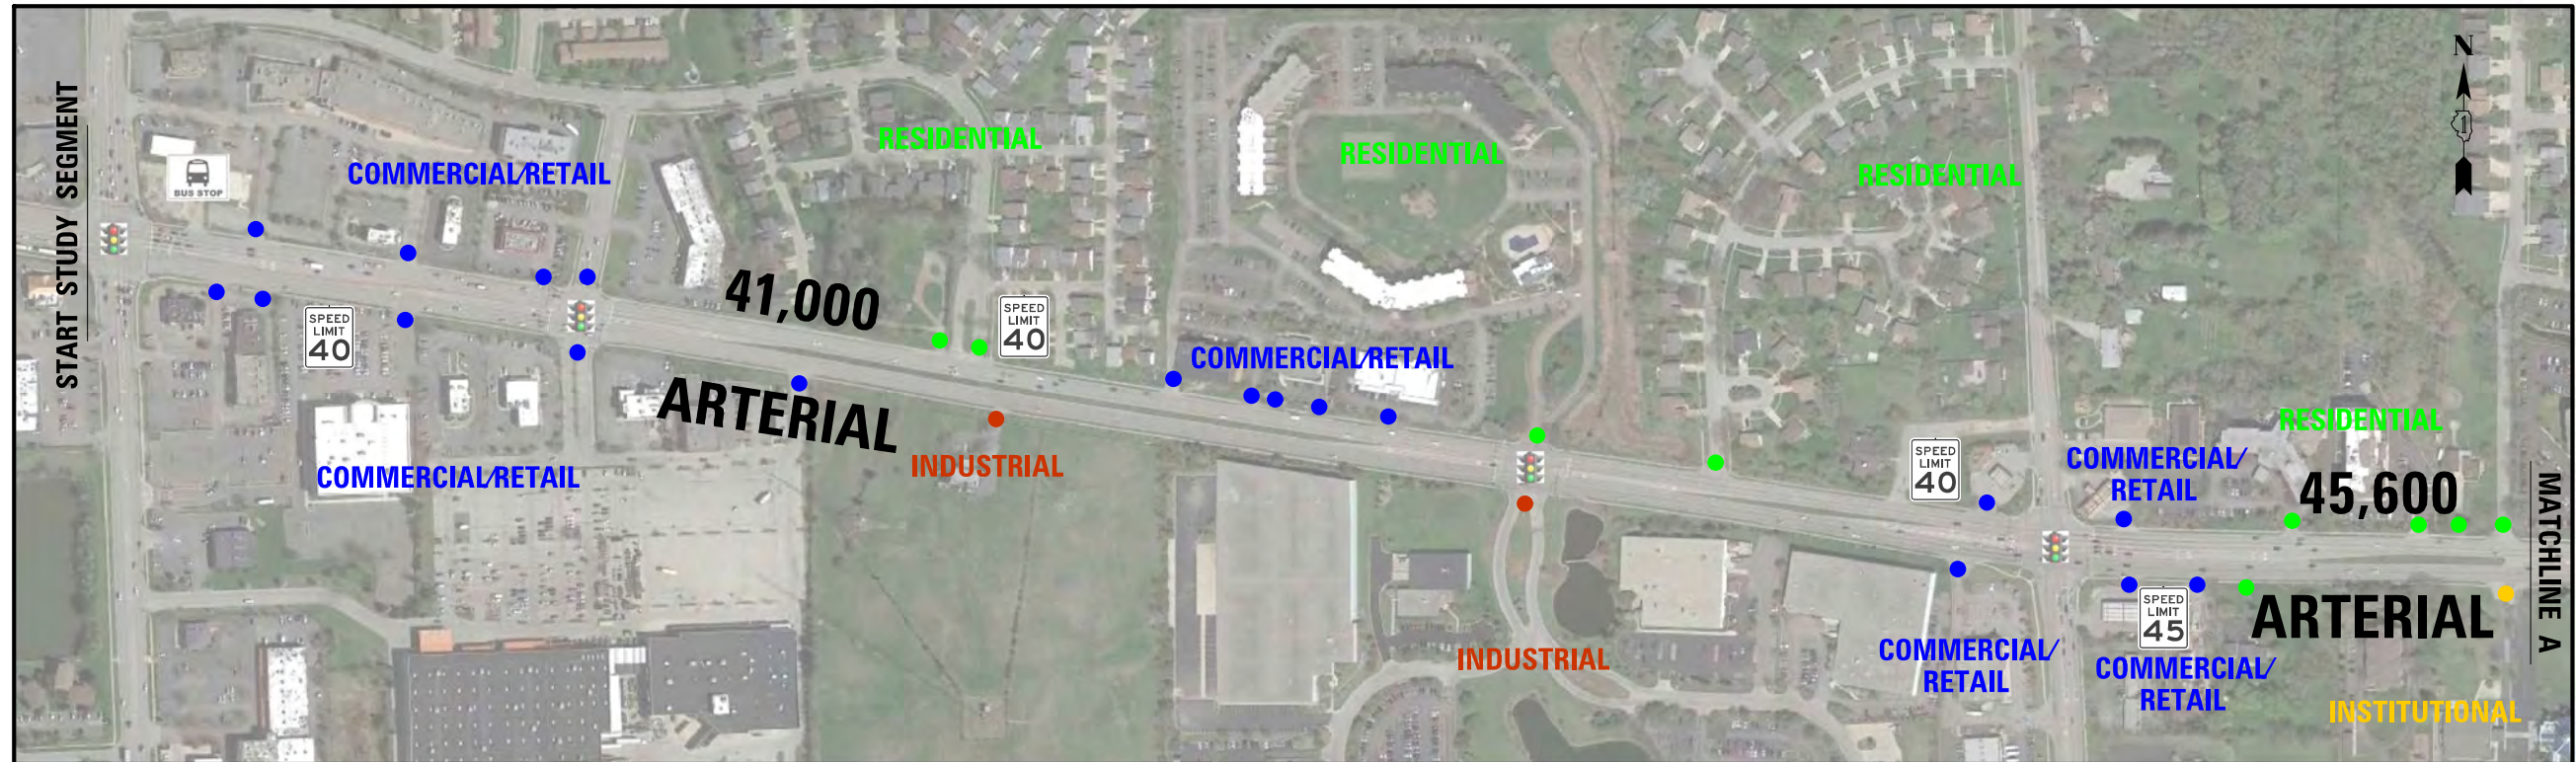 START STUDY SEGMENT
BUS STOP
COMMERCIAL/RETAIL
RESIDENTIAL
RESIDENTIAL
RESIDENTIAL
N
1
SPEED
LIMIT
40
41,000
SPEED
LIMIT
40
COMMERCIAL/RETAIL
ARTERIAL
COMMERCIAL/RETAIL
INDUSTRIAL
INDUSTRIAL
SPEED
LIMIT
40
COMMERCIAL/
RETAIL
RESIDENTIAL
45,600
COMMERCIAL/
RETAIL
SPEED
LIMIT
45
COMMERCIAL/
RETAIL
ARTERIAL
INSTITUTIONAL
MATCHLINE A